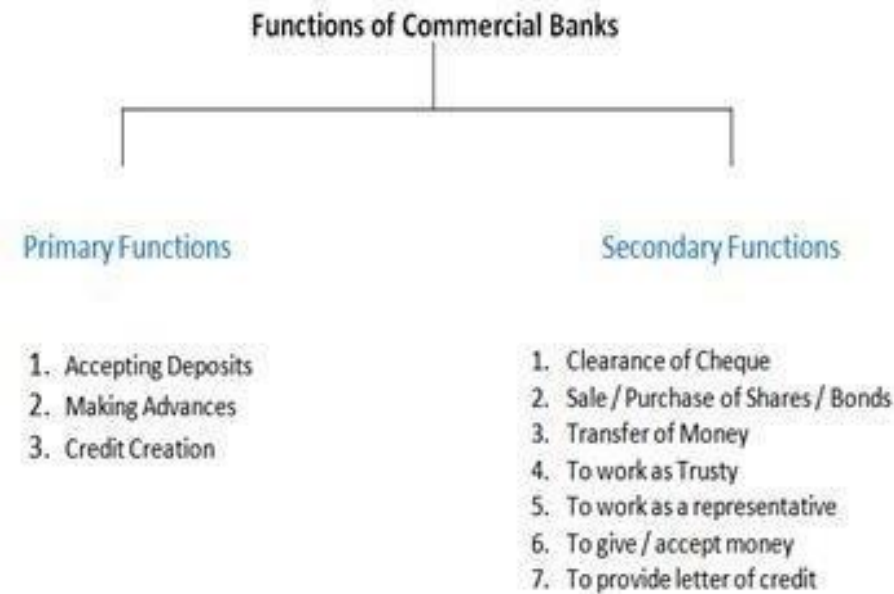 Functions of Commercial Banks
Primary Functions
1. Accepting Deposits
2. Making Advances
3. Credit Creation
Secondary Functions
1. Clearance of Cheque
2. Sale / Purchase of Shares / Bonds
3. Transfer of Money
4. To work as Trusty
5. To work as a representative
6. To give / accept money
7. To provide letter of credit